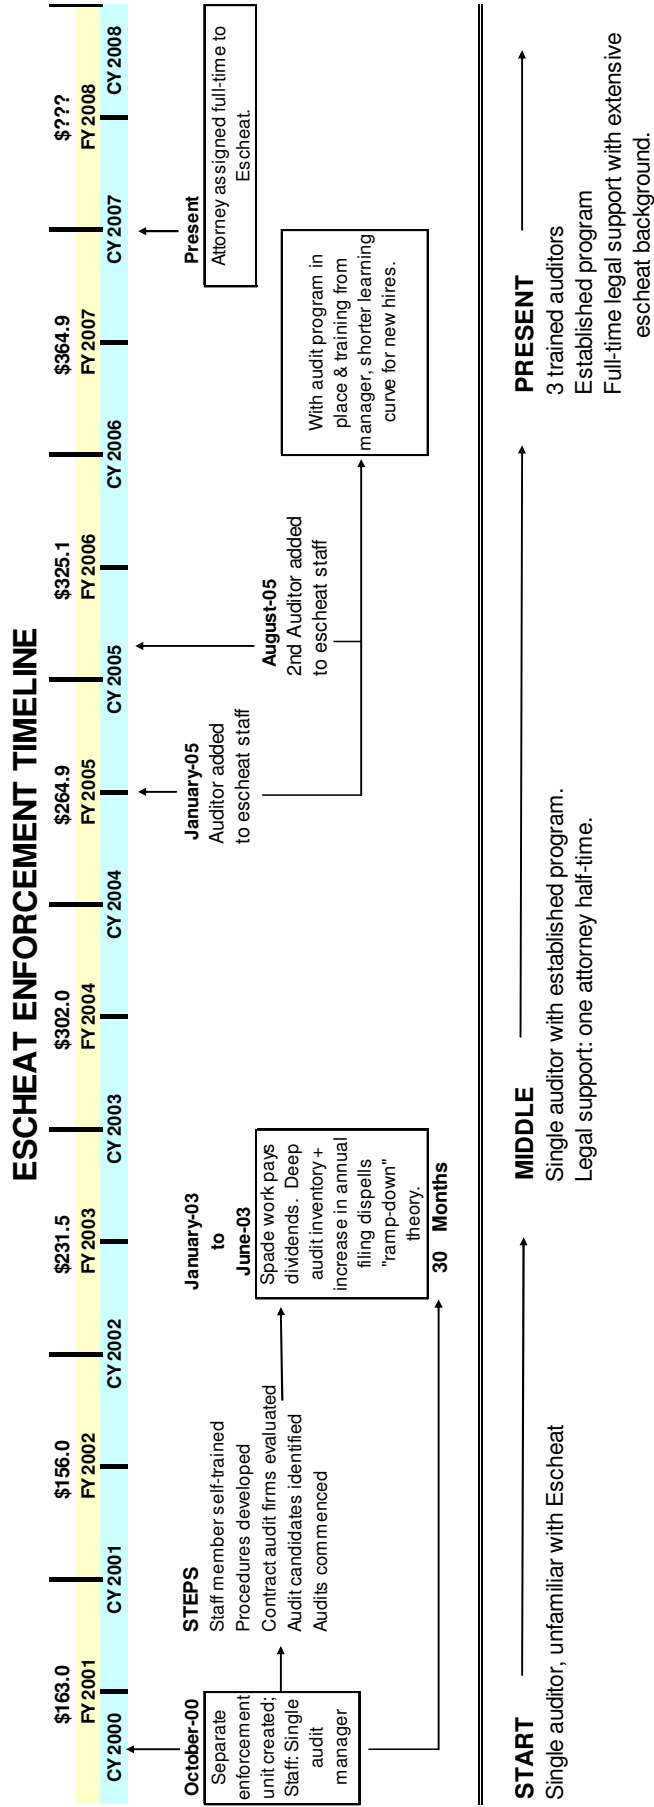 ESCHEAT ENFORCEMENT TIMELINE
$163.0
$156.0
$231.5
$302.0
$264.9
$325.1
$364.9
$???
FY 2001
FY 2002
FY 2003
FY 2004
FY 2005
FY 2006
FY 2007
FY 2008
CY 2000
CY 2001
CY 2002
CY 2003
CY 2004
CY 2005
CY 2006
CY 2007
CY 2008
October-00
Separate
enforcement
unit created;
Staff: Single
audit
manager
STEPS
Staff member self-trained
Procedures developed
Contract audit firms evaluated
Audit candidates identified
Audits commenced
January-03
to
June-03
Spade work pays
dividends. Deep
audit inventory +
increase in annual
filing dispells
"ramp-down"
theory.
30 Months
January-05
Auditor added
to escheat staff
August-05
2nd Auditor added
to escheat staff
With audit program in
place & training from
manager, shorter learning
curve for new hires.
Present
Attorney assigned full-time to
Escheat.
START
Single auditor, unfamiliar with Escheat
MIDDLE
Single auditor with established program.
Legal support: one attorney half-time.
PRESENT
3 trained auditors
Established program
Full-time legal support with extensive
escheat background.